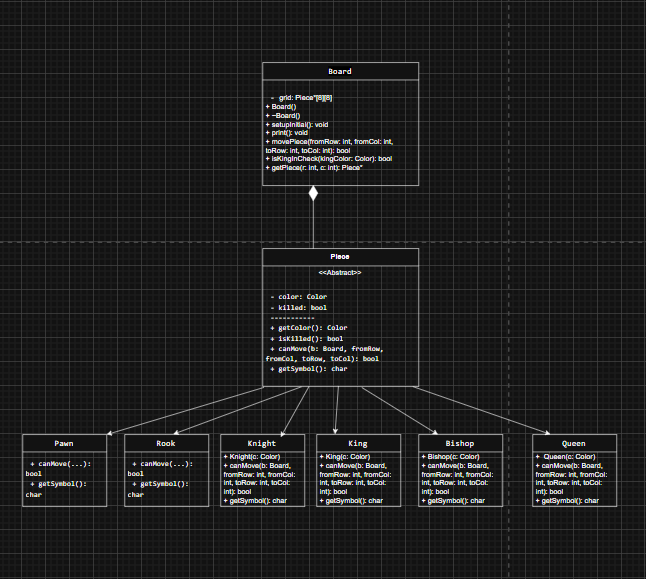 Board
- grid: Piece*[8][8]
+ Board()
+ ~Board()
+ setupInitial(): void
+ print(): void
+ movePiece(fromRow: int, fromCol: int,
toRow: int, toCol: int): bool
+ isKingInCheck(kingColor: Color): bool
+ getPiece(r: int, c: int): Piece*
Piece
<<Abstract>>
- color: Color
- killed: bool
-----------
+ getColor(): Color
+ isKilled(): bool
+ canMove(b: Board, fromRow,
fromCol, toRow, toCol): bool
+ getSymbol(): char
Pawn
+ canMove(...):
bool
+ getSymbol():
char
Rook
+ canMove(...):
bool
+ getSymbol():
char
Knight
+ Knight(c: Color)
+ canMove(b: Board,
fromRow: int, fromCol:
int, toRow: int, toCol:
int): bool
+ getSymbol(): char
King
+ King(c: Color)
+ canMove(b: Board,
fromRow: int, fromCol:
int, toRow: int, toCol:
int): bool
+ getSymbol(): char
Bishop
+ Bishop(c: Color)
+ canMove(b: Board,
fromRow: int, fromCol:
int, toRow: int, toCol:
int): bool
+ getSymbol(): char
Queen
+ Queen(c: Color)
+ canMove(b: Board,
fromRow: int, fromCol:
int, toRow: int, toCol:
int): bool
+ getSymbol(): char